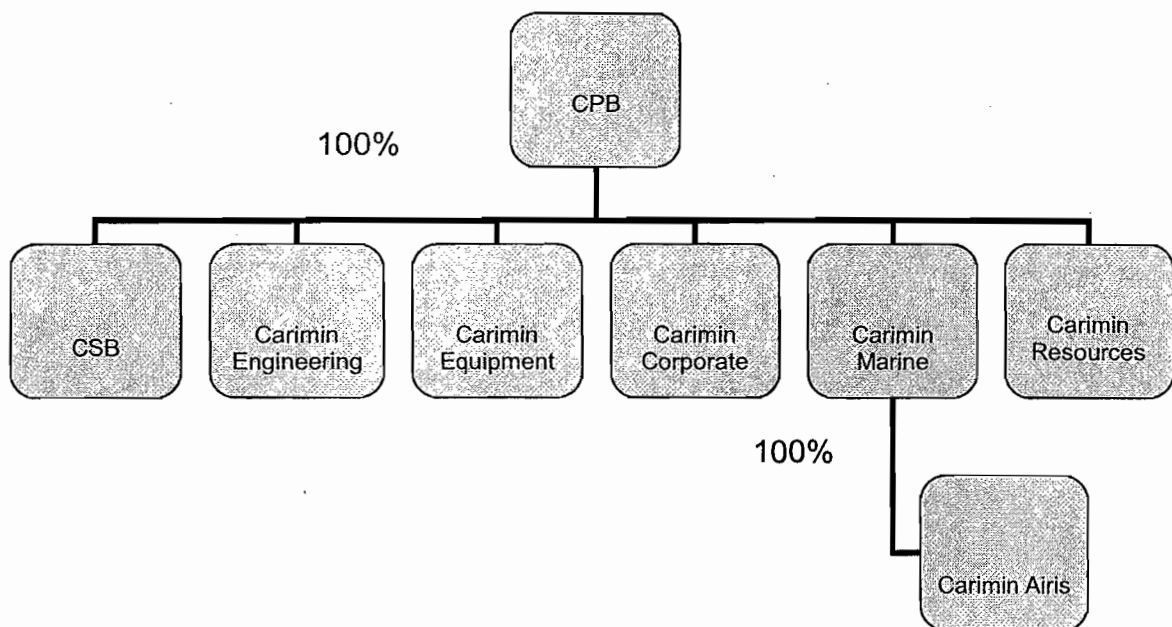 CPB
100%
CSB
Carimin
Engineering
Carimin
Equipment
Carimin
Corporate
Carimin
Marine
Carimin
Resources
100%
Carimin Airis